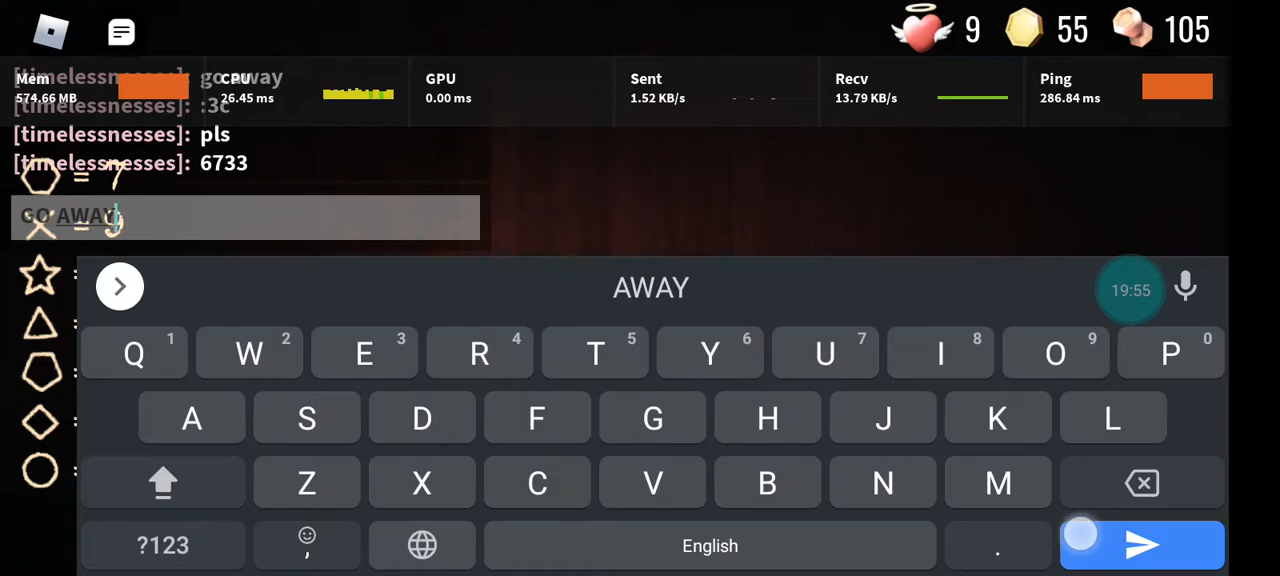 9 55 105
Mem CPU GPU Sent Recv Ping
574.66 MB 26.45 ms 0.00 ms 1.52 KB/s 13.79 KB/s 286.84 ms
[timelessnesses]: go away
[timelessnesses]: :3c
[timelessnesses]: pls
[timelessnesses]: 6733
= 7
GO AWAY
= 9
AWAY
19:55
Q 1 W 2 E 3 R 4 T 5 Y 6 U 7 I 8 O 9 P 0
A S D F G H J K L
Z X C V B N M
?123 , English .